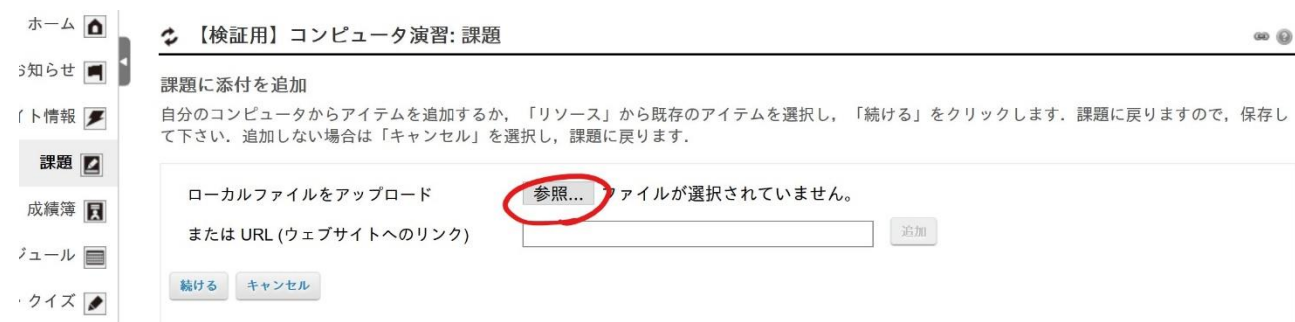 ホーム
お知らせ
イト情報
課題
成績簿
ジュール
・クイズ
【検証用】コンピュータ演習: 課題
課題に添付を追加
自分のコンピュータからアイテムを追加するか，「リソース」から既存のアイテムを選択し，「続ける」をクリックします．課題に戻りますので，保存し
て下さい．追加しない場合は「キャンセル」を選択し，課題に戻ります．
ローカルファイルをアップロード 参照... ファイルが選択されていません。
または URL (ウェブサイトへのリンク) 追加
続ける キャンセル